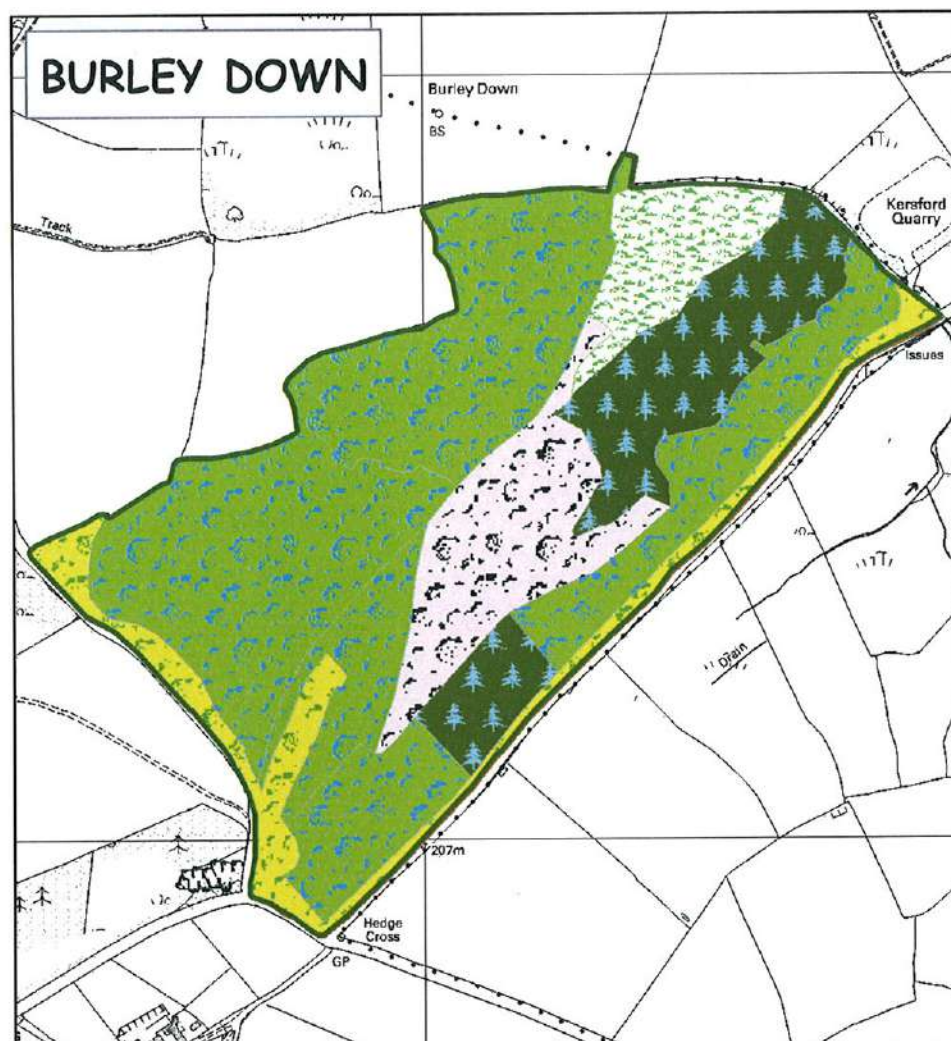 BURLEY DOWN
Burley Down
BS
Track
Kersford
Quarry
Issues
Drain
207m
Hedge
Cross
GP